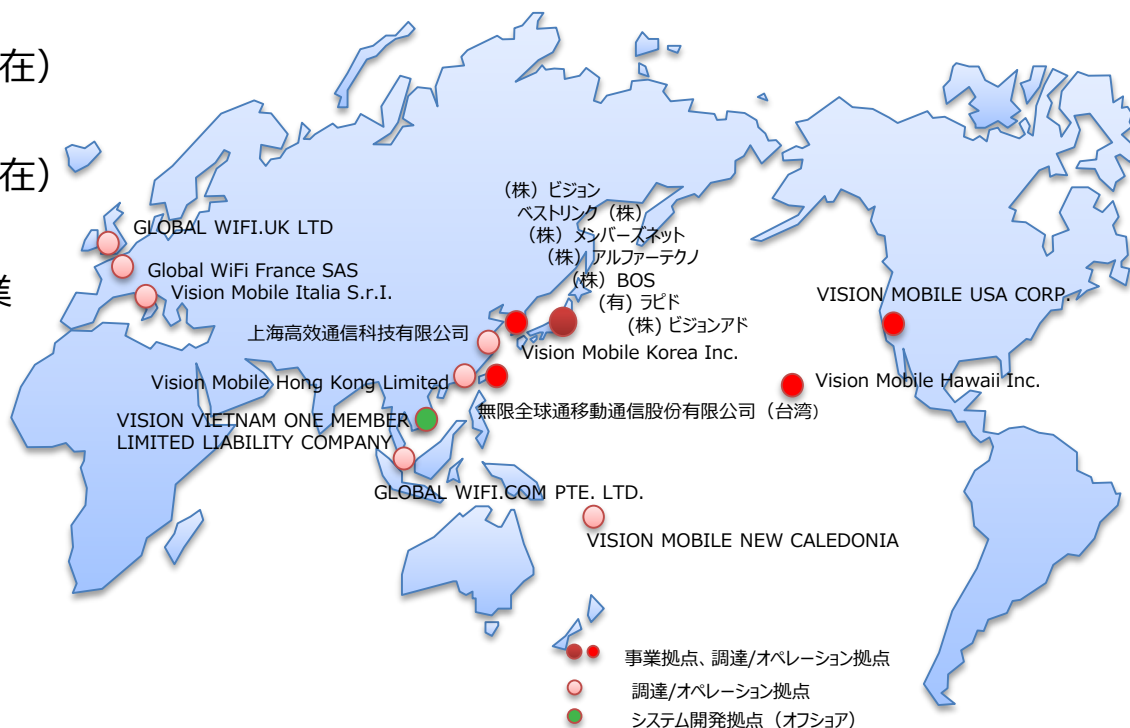 在）
在）
業
（株）ビジョン
ベストリンク（株）
（株）メンバーズネット
（株）アルファーテクノ
（株）BOS
（有）ラピド
（株）ビジョンアド
GLOBAL WIFI.UK LTD
Global WiFi France SAS
Vision Mobile Italia S.r.I.
上海高效通信科技有限公司
Vision Mobile Korea Inc.
VISION MOBILE USA CORP.
Vision Mobile Hong Kong Limited
Vision Mobile Hawaii Inc.
無限全球通移動通信股份有限公司（台湾）
VISION VIETNAM ONE MEMBER
LIMITED LIABILITY COMPANY
GLOBAL WIFI.COM PTE. LTD.
VISION MOBILE NEW CALEDONIA
事業拠点、調達/オペレーション拠点
調達/オペレーション拠点
システム開発拠点（オフショア）